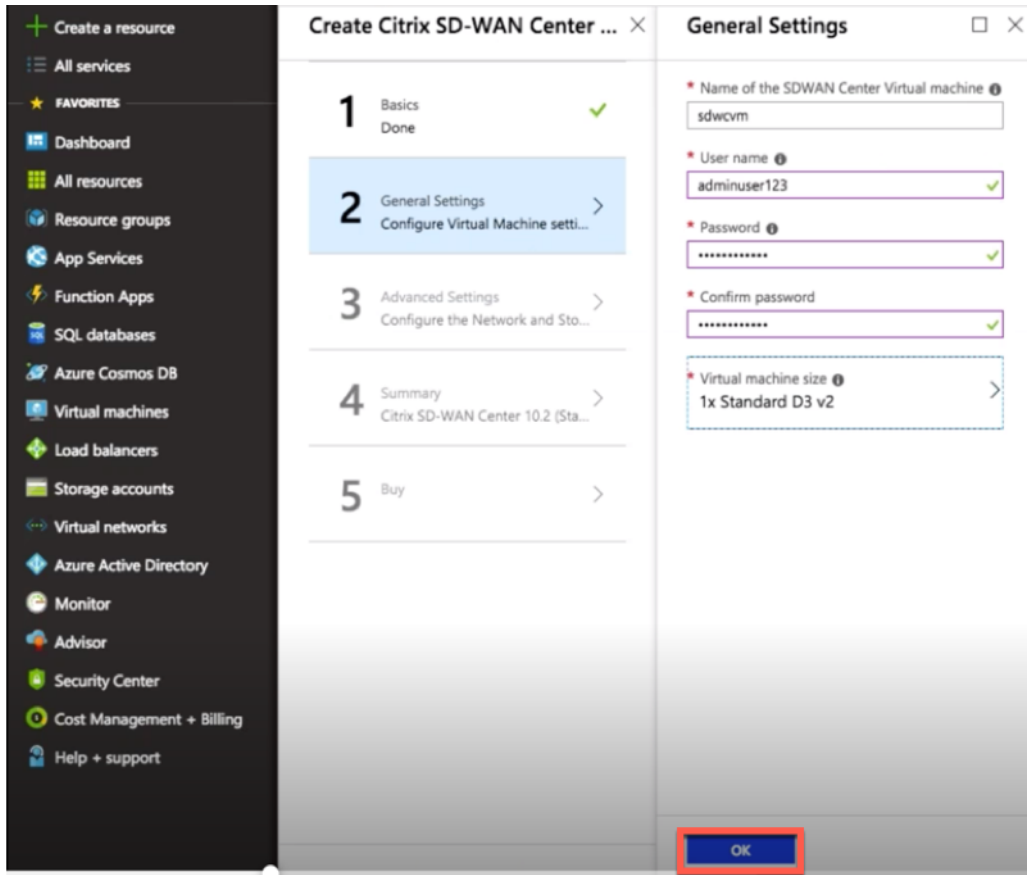 Create a resource
All services
FAVORITES
Dashboard
All resources
Resource groups
App Services
Function Apps
SQL databases
Azure Cosmos DB
Virtual machines
Load balancers
Storage accounts
Virtual networks
Azure Active Directory
Monitor
Advisor
Security Center
Cost Management + Billing
Help + support
Create Citrix SD-WAN Center ...
1
Basics
Done
2
General Settings
Configure Virtual Machine setti...
3
Advanced Settings
Configure the Network and Sto...
4
Summary
Citrix SD-WAN Center 10.2 (Sta...
5
Buy
General Settings
* Name of the SDWAN Center Virtual machine
sdwcvm
* User name
adminuser123
* Password
••••••••••••
* Confirm password
••••••••••••
* Virtual machine size
1x Standard D3 v2
OK